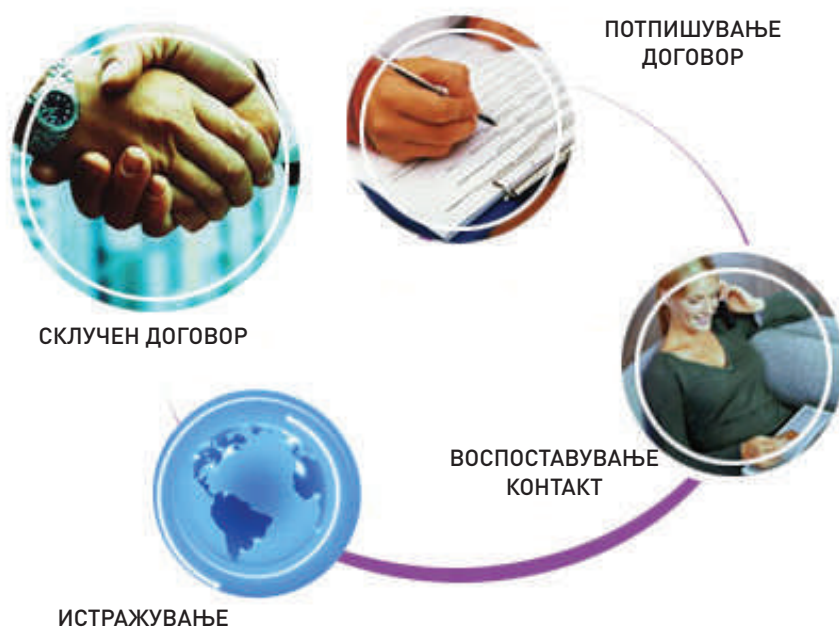 ПОТПИШУВАЊЕ
ДОГОВОР
СКЛУЧЕН ДОГОВОР
ВОСПОСТАВУВАЊЕ
КОНТАКТ
ИСТРАЖУВАЊЕ